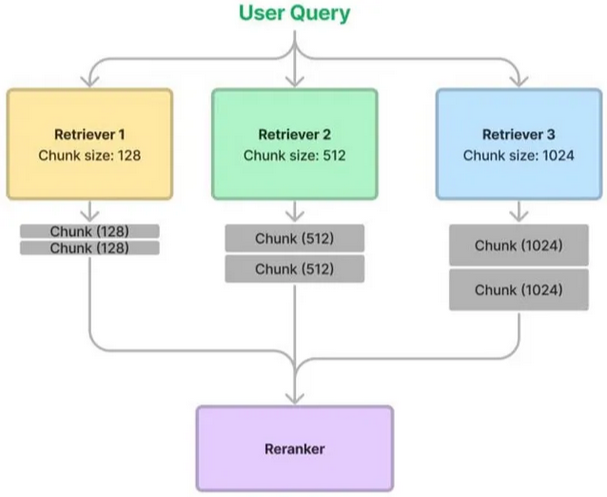 User Query
Retriever 1
Chunk size: 128
Retriever 2
Chunk size: 512
Retriever 3
Chunk size: 1024
Chunk (128)
Chunk (128)
Chunk (512)
Chunk (512)
Chunk (1024)
Chunk (1024)
Reranker